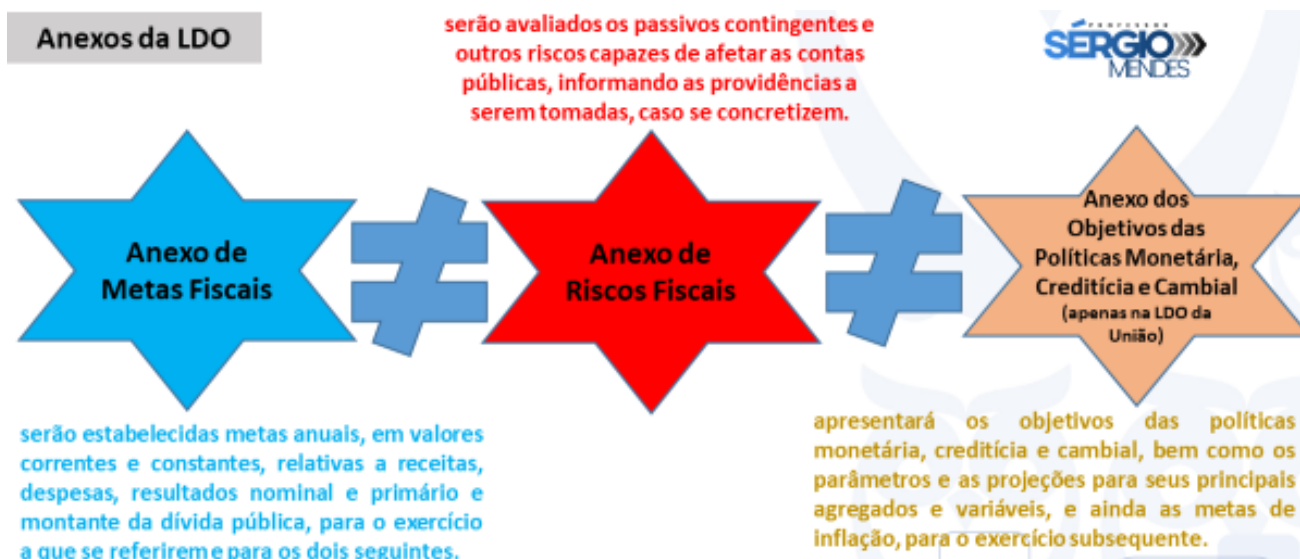 Anexos da LDO
serão avaliados os passivos contingentes e
outros riscos capazes de afetar as contas
públicas, informando as providências a
serem tomadas, caso se concretizem.
PROFESSOR
SÉRGIO
MENDES
Anexo de
Metas Fiscais
Anexo de
Riscos Fiscais
Anexo dos
Objetivos das
Políticas Monetária,
Creditícia e Cambial
(apenas na LDO da
União)
serão estabelecidas metas anuais, em valores
correntes e constantes, relativas a receitas,
despesas, resultados nominal e primário e
montante da dívida pública, para o exercício
a que se referirem e para os dois seguintes.
apresentará os objetivos das políticas
monetária, creditícia e cambial, bem como os
parâmetros e as projeções para seus principais
agregados e variáveis, e ainda as metas de
inflação, para o exercício subsequente.